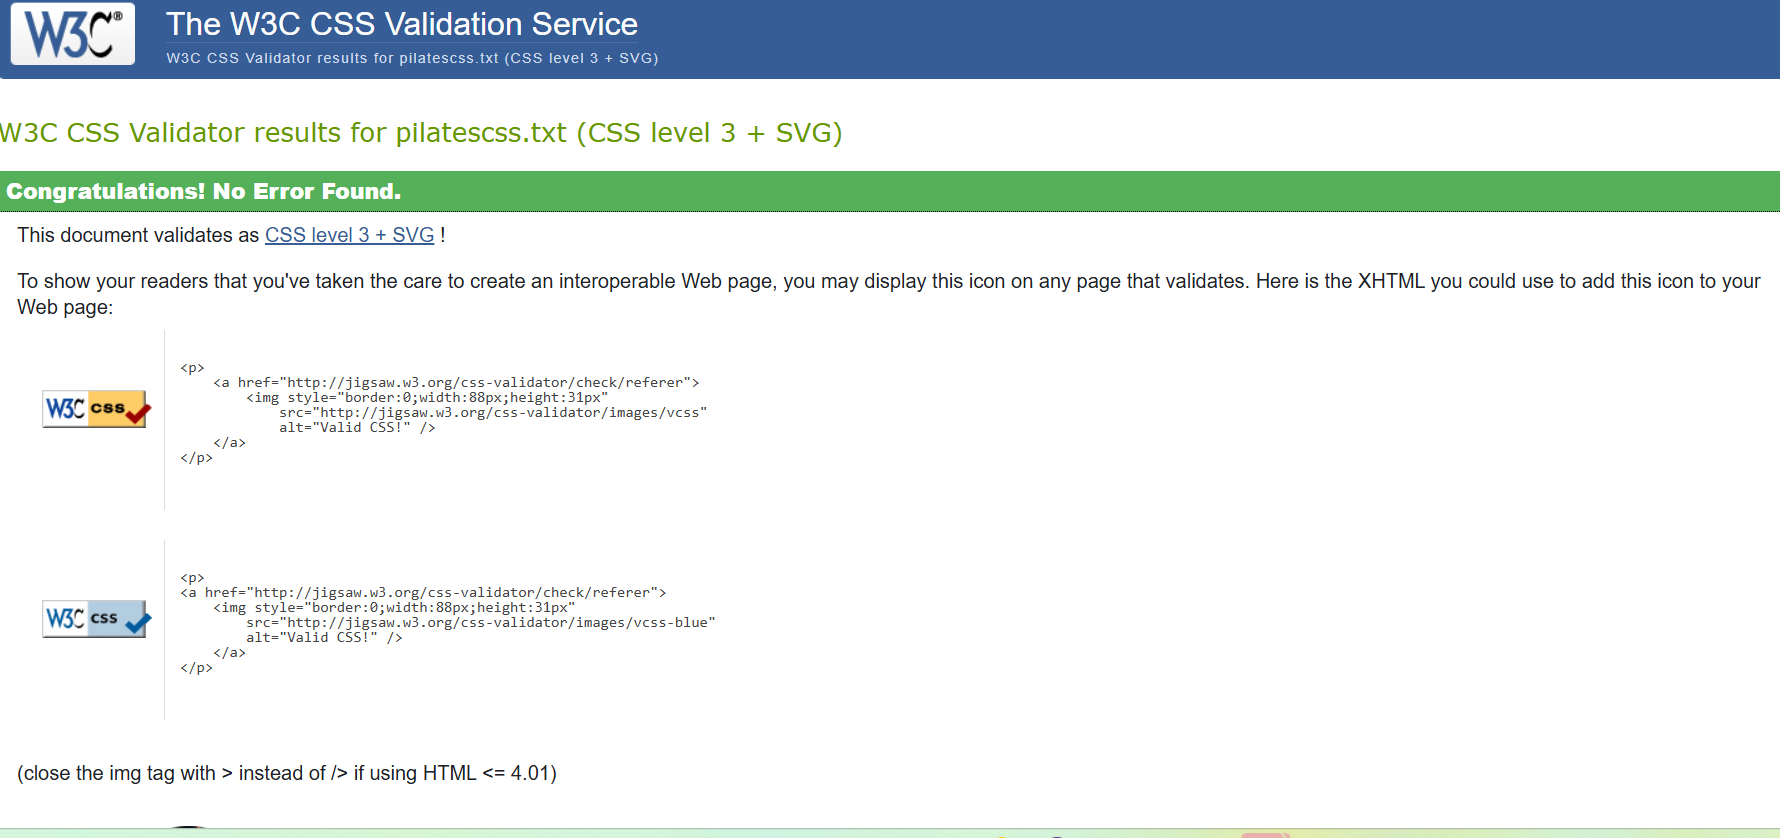 W3C®
The W3C CSS Validation Service
W3C CSS Validator results for pilatescss.txt (CSS level 3 + SVG)
W3C CSS Validator results for pilatescss.txt (CSS level 3 + SVG)
Congratulations! No Error Found.
This document validates as CSS level 3 + SVG !
To show your readers that you've taken the care to create an interoperable Web page, you may display this icon on any page that validates. Here is the XHTML you could use to add this icon to your
Web page:
W3C css
<p>
    <a href="http://jigsaw.w3.org/css-validator/check/referer">
        <img style="border:0;width:88px;height:31px"
            src="http://jigsaw.w3.org/css-validator/images/vcss"
            alt="Valid CSS!" />
    </a>
</p>
W3C css
<p>
<a href="http://jigsaw.w3.org/css-validator/check/referer">
    <img style="border:0;width:88px;height:31px"
        src="http://jigsaw.w3.org/css-validator/images/vcss-blue"
        alt="Valid CSS!" />
    </a>
</p>
(close the img tag with > instead of /> if using HTML <= 4.01)